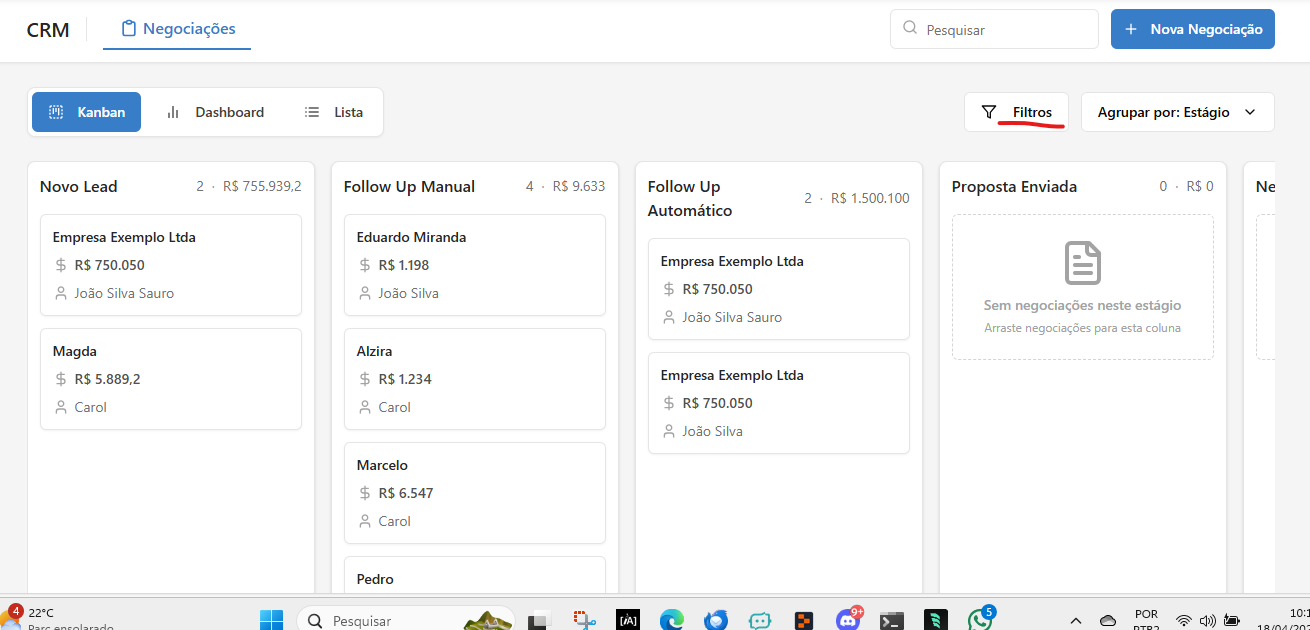 CRM
Negociações
Pesquisar
+ Nova Negociação
Kanban
Dashboard
Lista
Filtros
Agrupar por: Estágio
Novo Lead
2 · R$ 755.939,2
Empresa Exemplo Ltda
R$ 750.050
João Silva Sauro
Magda
R$ 5.889,2
Carol
Follow Up Manual
4 · R$ 9.633
Eduardo Miranda
R$ 1.198
João Silva
Alzira
R$ 1.234
Carol
Marcelo
R$ 6.547
Carol
Pedro
Follow Up
Automático
2 · R$ 1.500.100
Empresa Exemplo Ltda
R$ 750.050
João Silva Sauro
Empresa Exemplo Ltda
R$ 750.050
João Silva
Proposta Enviada
0 · R$ 0
Sem negociações neste estágio
Arraste negociações para esta coluna
Ne
4
22°C
Parc ensolarado
Pesquisar
9+
5
POR
PTB2
10:1
18/04/202